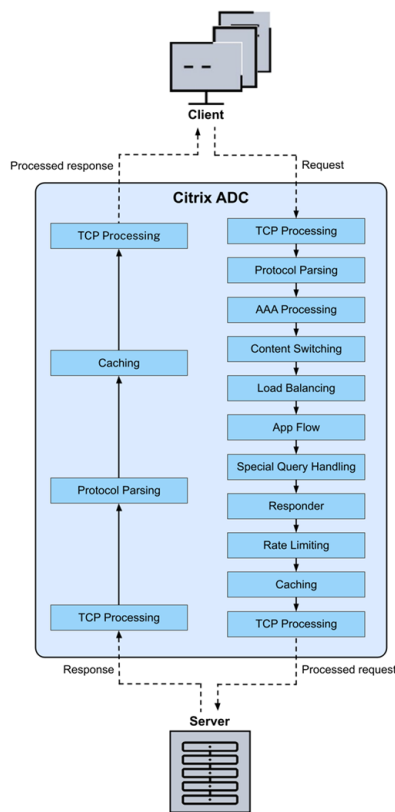 Client
Processed response
Request
Citrix ADC
TCP Processing
Caching
Protocol Parsing
TCP Processing
TCP Processing
Protocol Parsing
AAA Processing
Content Switching
Load Balancing
App Flow
Special Query Handling
Responder
Rate Limiting
Caching
TCP Processing
Response
Processed request
Server